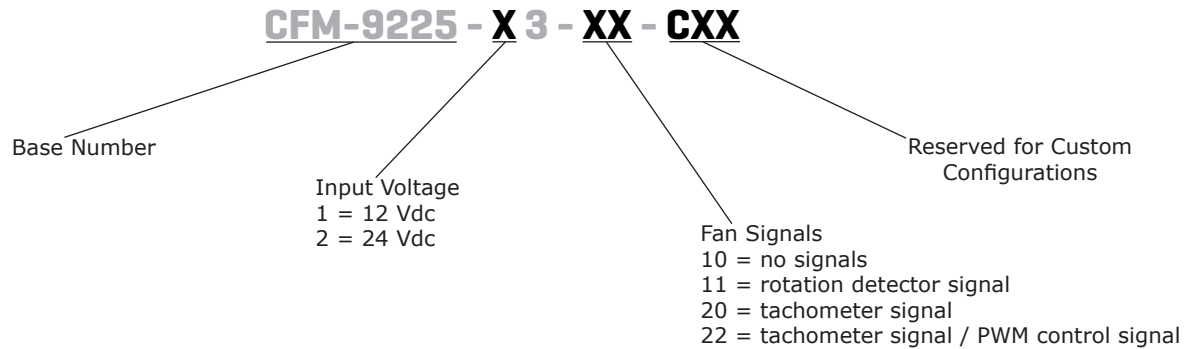 CFM-9225 - X 3 - XX - CXX
Base Number
Reserved for Custom
Configurations
Input Voltage
1 = 12 Vdc
2 = 24 Vdc
Fan Signals
10 = no signals
11 = rotation detector signal
20 = tachometer signal
22 = tachometer signal / PWM control signal